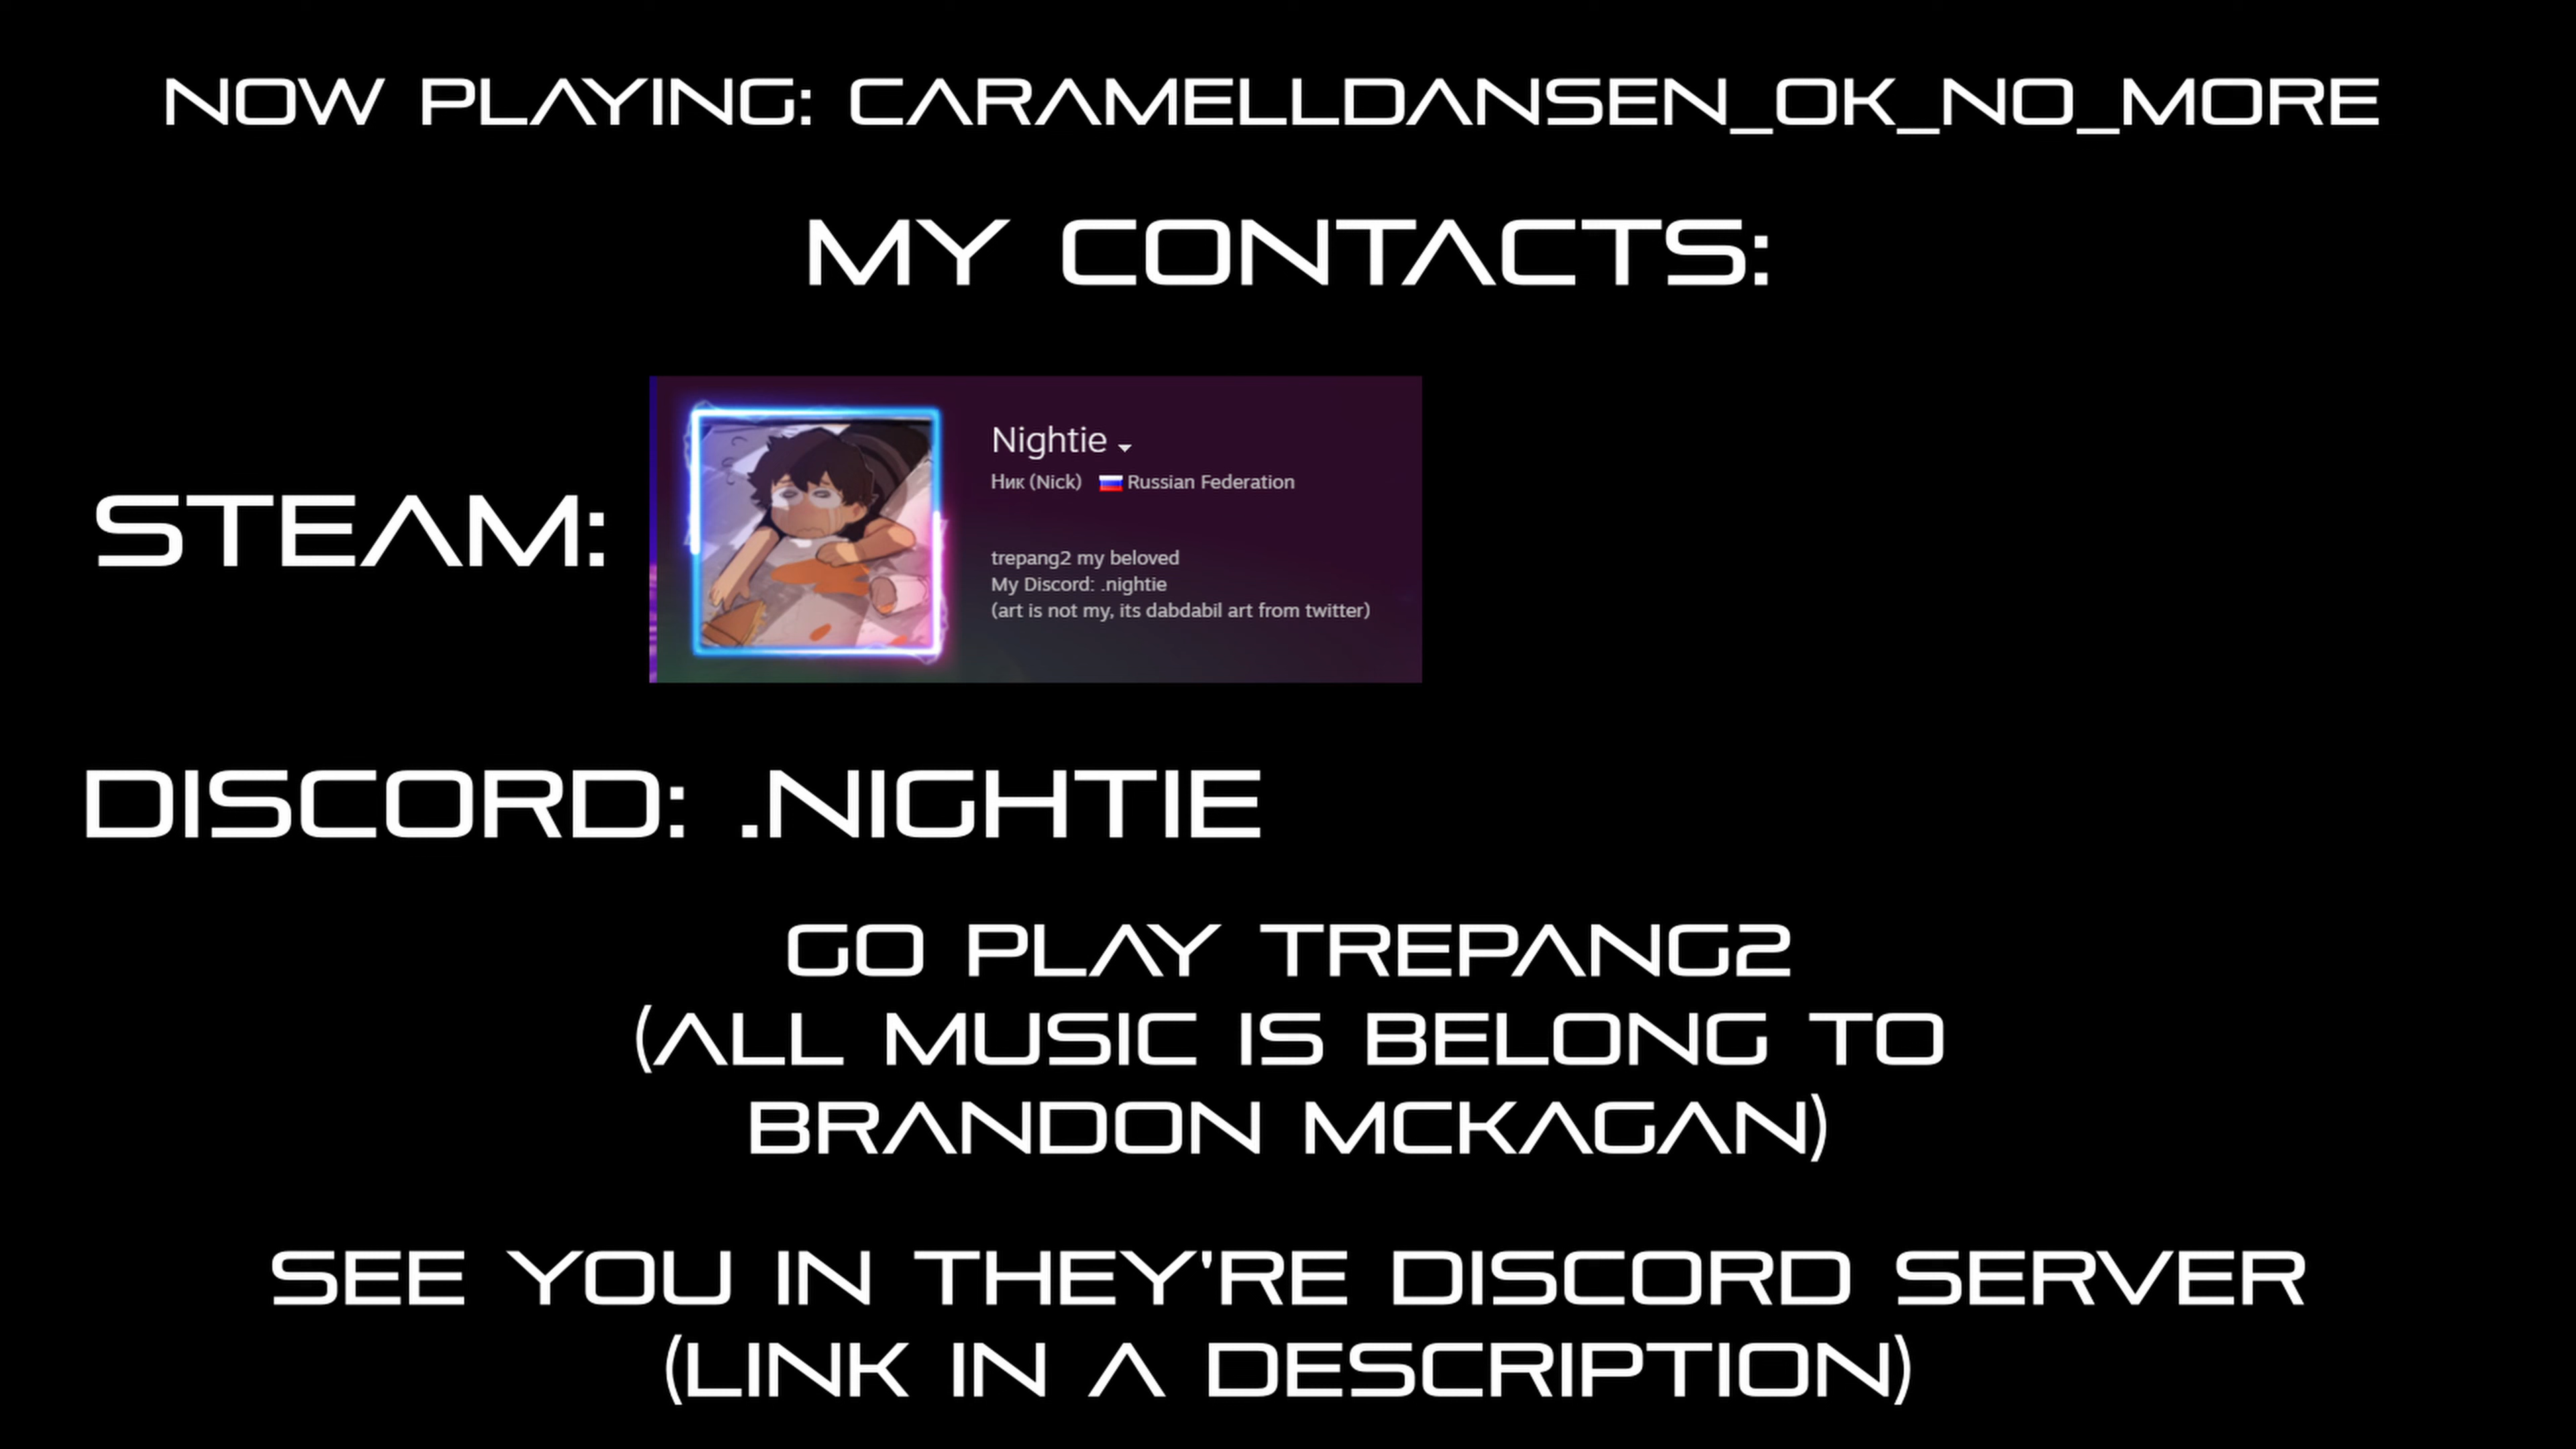 NOW PLAYING: CARAMELLDANSEN_OK_NO_MORE
MY CONTACTS:
STEAM:
Nightie
Ник (Nick) Russian Federation
trepang2 my beloved
My Discord: .nightie
(art is not my, its dabdabil art from twitter)
DISCORD: .NIGHTIE
GO PLAY TREPANG2
(ALL MUSIC IS BELONG TO
BRANDON MCKAGAN)
SEE YOU IN THEY'RE DISCORD SERVER
(LINK IN A DESCRIPTION)